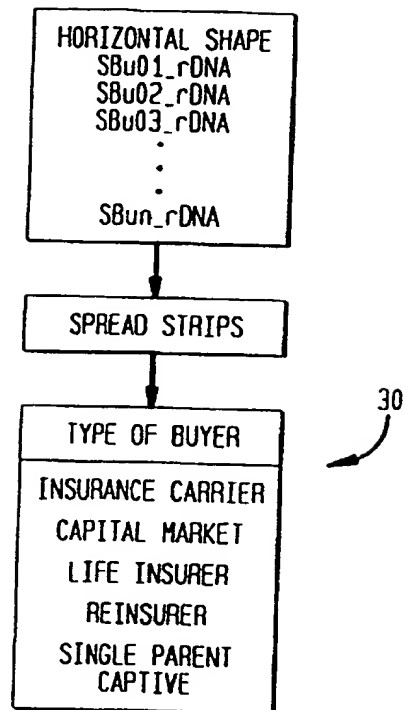 HORIZONTAL SHAPE
SBu01_rDNA
SBu02_rDNA
SBu03_rDNA
.
.
.
SBun_rDNA
SPREAD STRIPS
30
TYPE OF BUYER
INSURANCE CARRIER
CAPITAL MARKET
LIFE INSURER
REINSURER
SINGLE PARENT
CAPTIVE